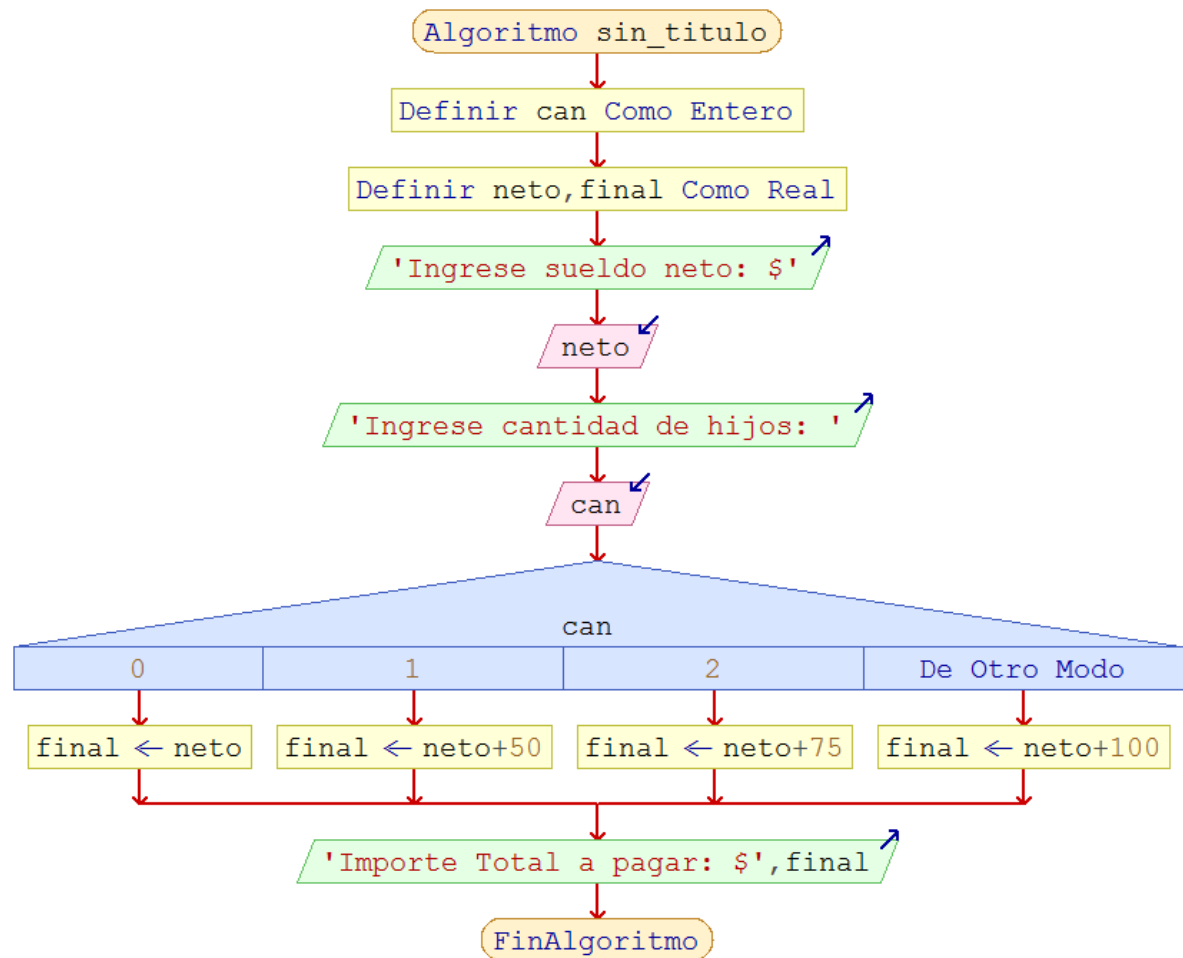 Algoritmo sin_titulo
Definir can Como Entero
Definir neto,final Como Real
'Ingrese sueldo neto: $'
neto
'Ingrese cantidad de hijos: '
can
can
0 1 2 De Otro Modo
final ← neto final ← neto+50 final ← neto+75 final ← neto+100
'Importe Total a pagar: $',final
FinAlgoritmo